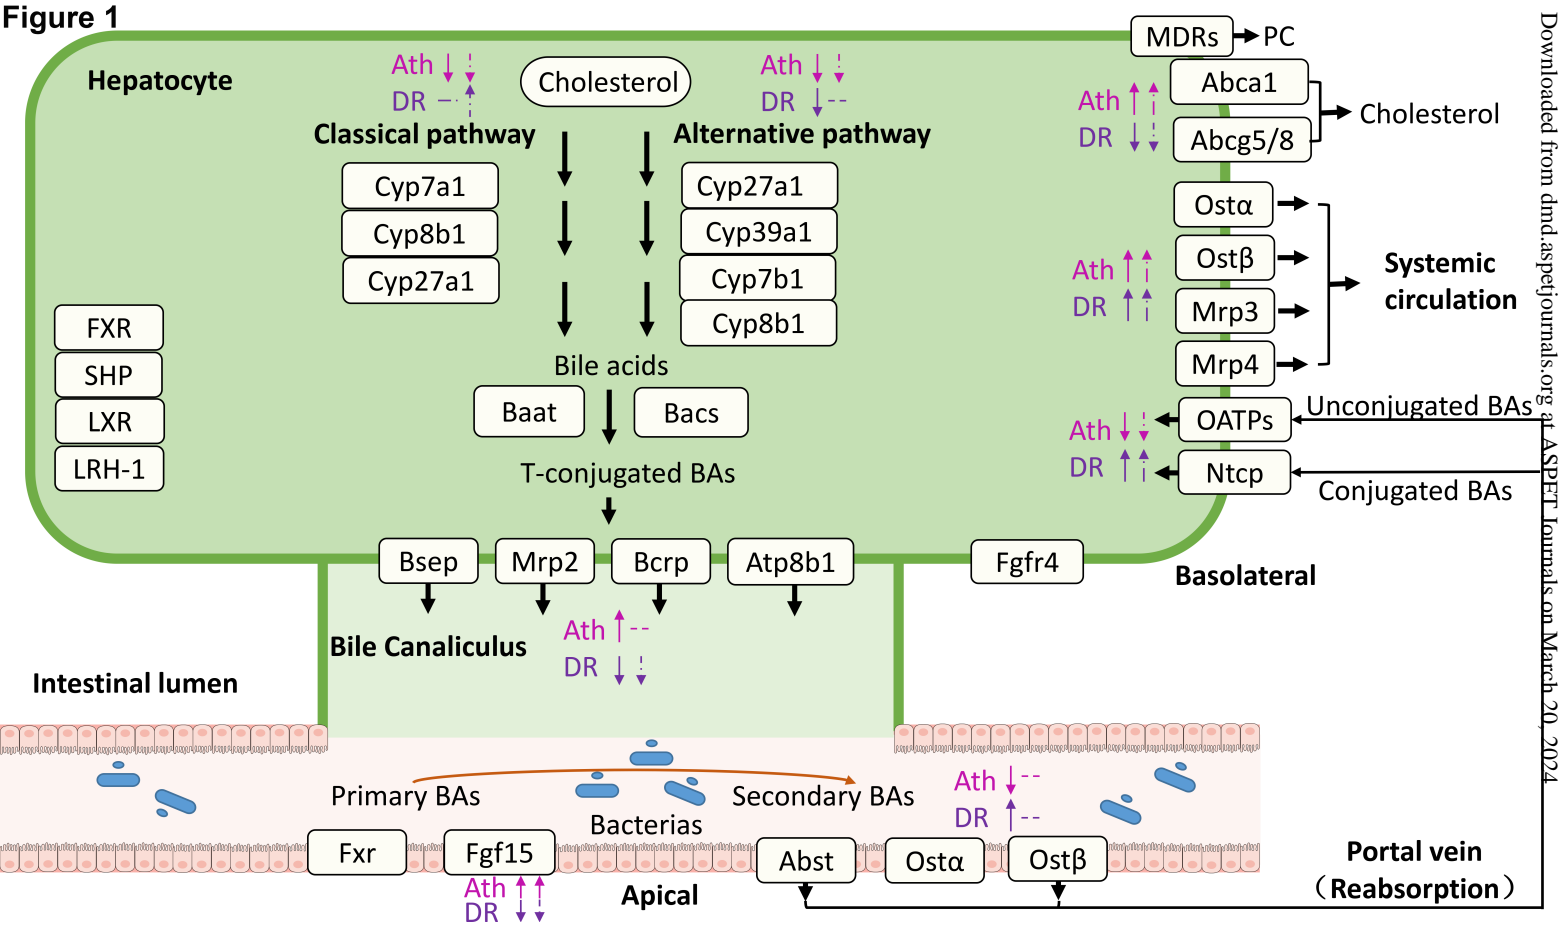 Figure 1
Hepatocyte
Ath
DR
Cholesterol
Ath
DR
Classical pathway
Alternative pathway
Cyp7a1
Cyp8b1
Cyp27a1
Cyp27a1
Cyp39a1
Cyp7b1
Cyp8b1
FXR
SHP
LXR
LRH-1
Bile acids
Baat
Bacs
T-conjugated BAs
MDRs
PC
Abca1
Abcg5/8
Ath
DR
Cholesterol
Ostα
Ostβ
Mrp3
Mrp4
Ath
DR
Systemic
circulation
OATPs
Ntcp
Ath
DR
Unconjugated BAs
Conjugated BAs
Bsep
Mrp2
Bcrp
Atp8b1
Fgfr4
Basolateral
Ath
DR
Bile Canaliculus
Intestinal lumen
Primary BAs
Secondary BAs
Bacterias
Ath
DR
Fxr
Fgf15
Abst
Ostα
Ostβ
Ath
DR
Apical
Portal vein
（Reabsorption）
Downloaded from dmd.aspetjournals.org at ASPET Journals on March 20, 2024